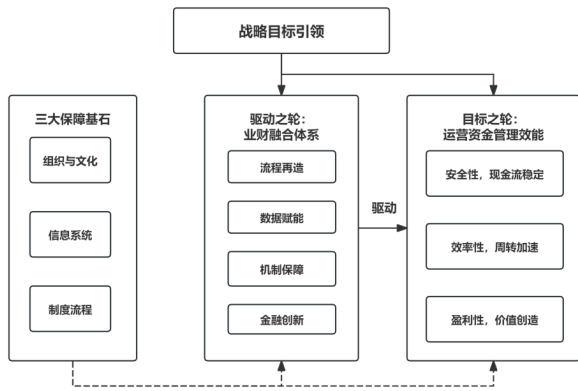 战略目标引领
三大保障基石
组织与文化
信息系统
制度流程
驱动之轮：
业财融合体系
流程再造
数据赋能
机制保障
金融创新
驱动
目标之轮：
运营资金管理效能
安全性，现金流稳定
效率性，周转加速
盈利性，价值创造